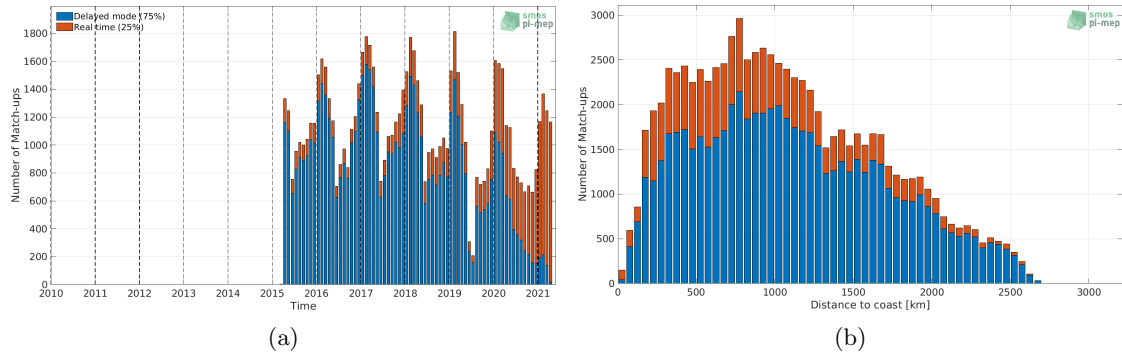 Delayed mode (75%)
Real time (25%)
smos
pi-mep
Number of Match-ups
1800
1600
1400
1200
1000
800
600
400
200
0
2010 2011 2012 2013 2014 2015 2016 2017 2018 2019 2020 2021
Time
(a)
smos
pi-mep
Number of Match-ups
3000
2500
2000
1500
1000
500
0
0 500 1000 1500 2000 2500 3000
Distance to coast [km]
(b)